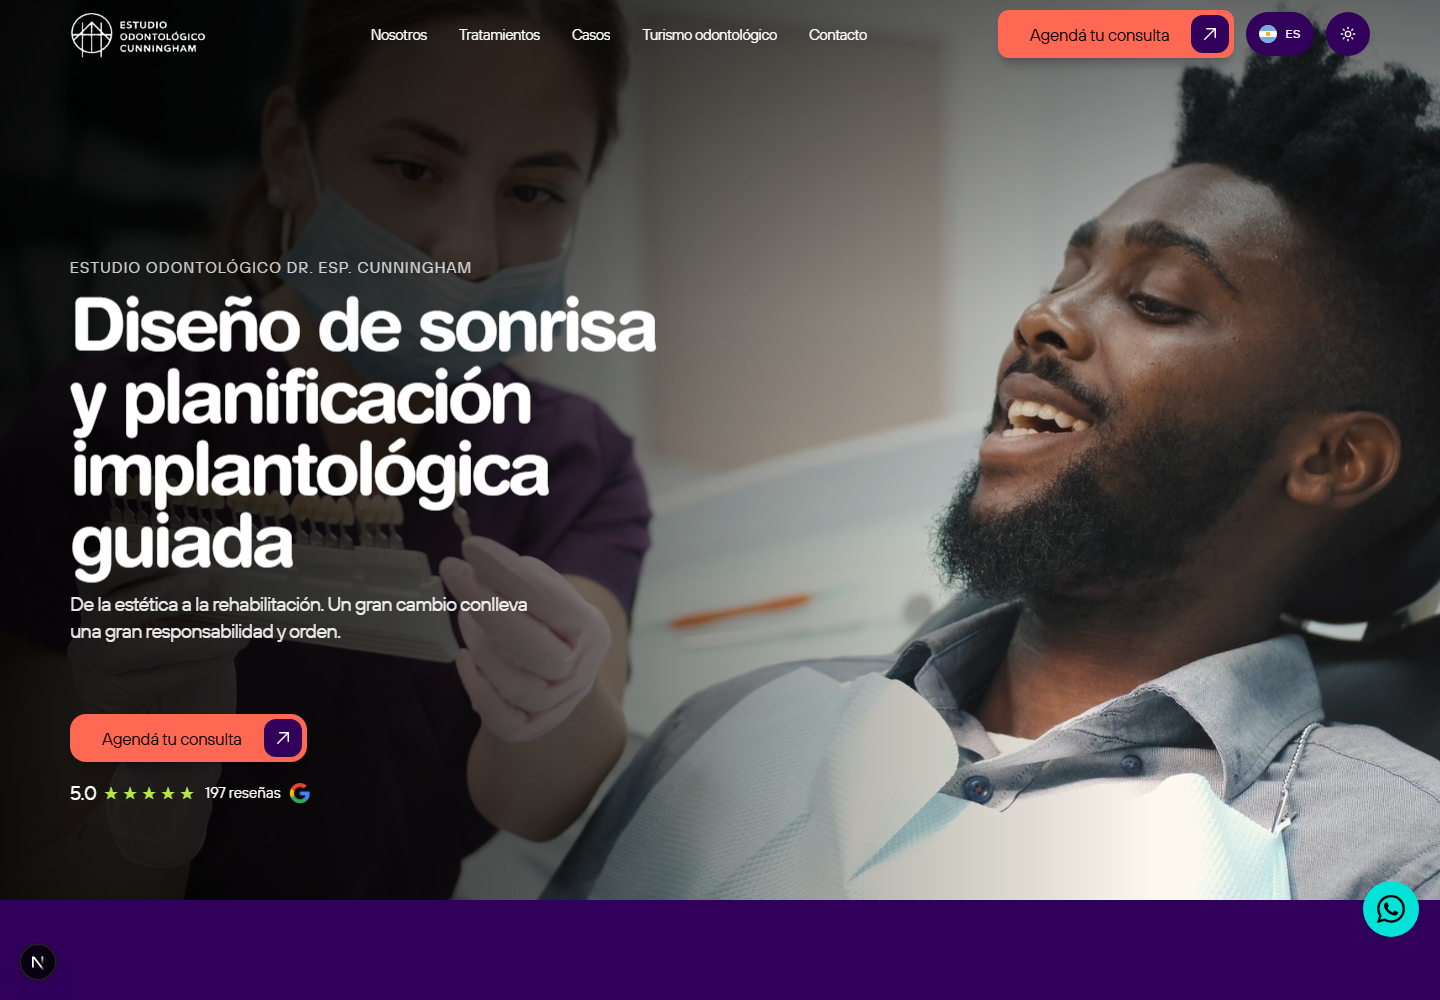 ESTUDIO
ODONTOLÓGICO
CUNNINGHAM
Nosotros
Tratamientos
Casos
Turismo odontológico
Contacto
Agendá tu consulta
ES
ESTUDIO ODONTOLÓGICO DR. ESP. CUNNINGHAM
Diseño de sonrisa
y planificación
implantológica
guiada
De la estética a la rehabilitación. Un gran cambio conlleva
una gran responsabilidad y orden.
Agendá tu consulta
5.0
197 reseñas
N